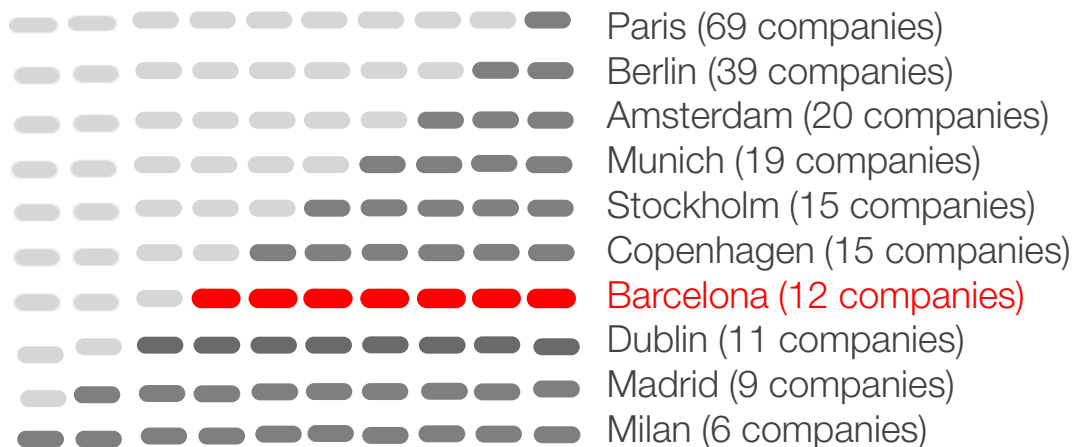 Paris (69 companies)
Berlin (39 companies)
Amsterdam (20 companies)
Munich (19 companies)
Stockholm (15 companies)
Copenhagen (15 companies)
Barcelona (12 companies)
Dublin (11 companies)
Madrid (9 companies)
Milan (6 companies)